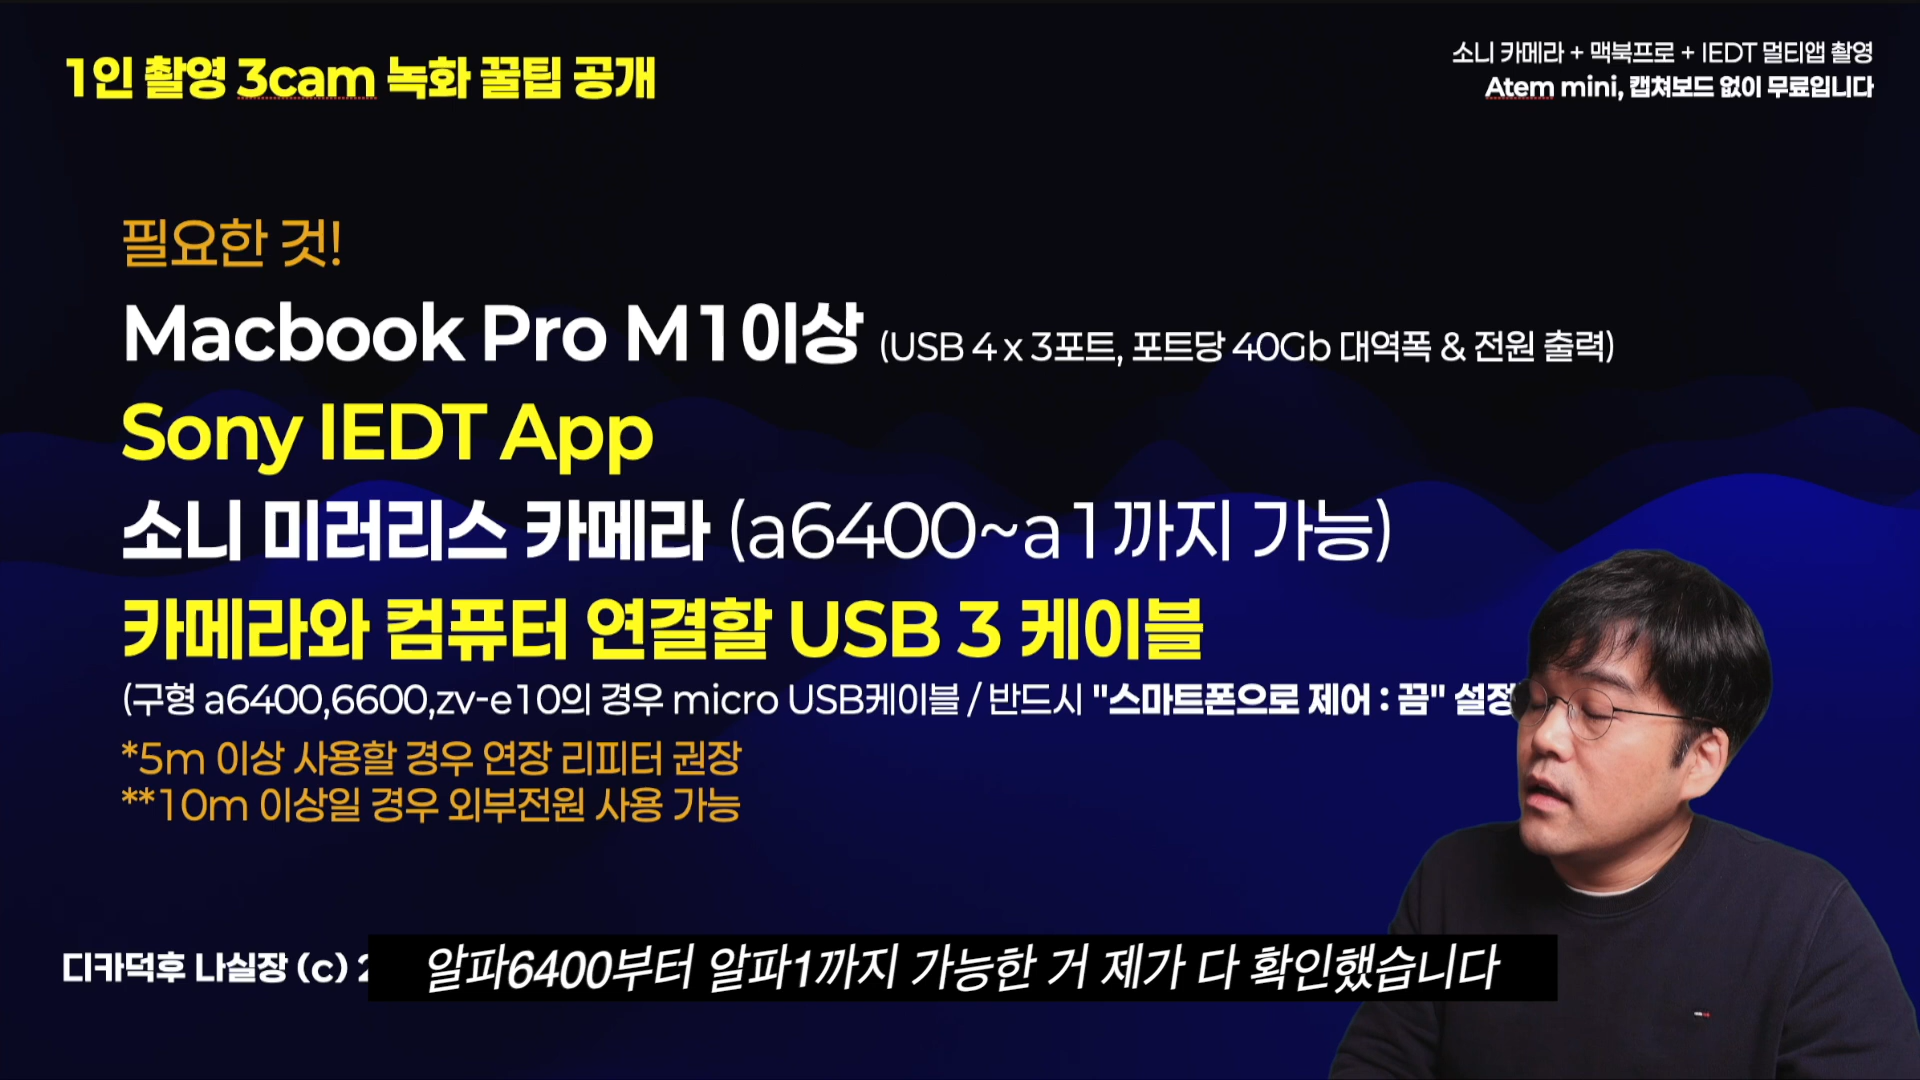 1인 촬영 3cam 녹화 꿀팁 공개
소니 카메라 + 맥북프로 + IEDT 멀티앱 촬영
Atem mini, 캡쳐보드 없이 무료입니다
필요한 것!
Macbook Pro M1이상 (USB 4 x 3포트, 포트당 40Gb 대역폭 & 전원 출력)
Sony IEDT App
소니 미러리스 카메라 (a6400~a1까지 가능)
카메라와 컴퓨터 연결할 USB 3 케이블
(구형 a6400,6600,zv-e10의 경우 micro USB케이블 / 반드시 "스마트폰으로 제어 : 끔" 설정
*5m 이상 사용할 경우 연장 리피터 권장
**10m 이상일 경우 외부전원 사용 가능
디카덕후 나실장 (c)
알파6400부터 알파1까지 가능한 거 제가 다 확인했습니다